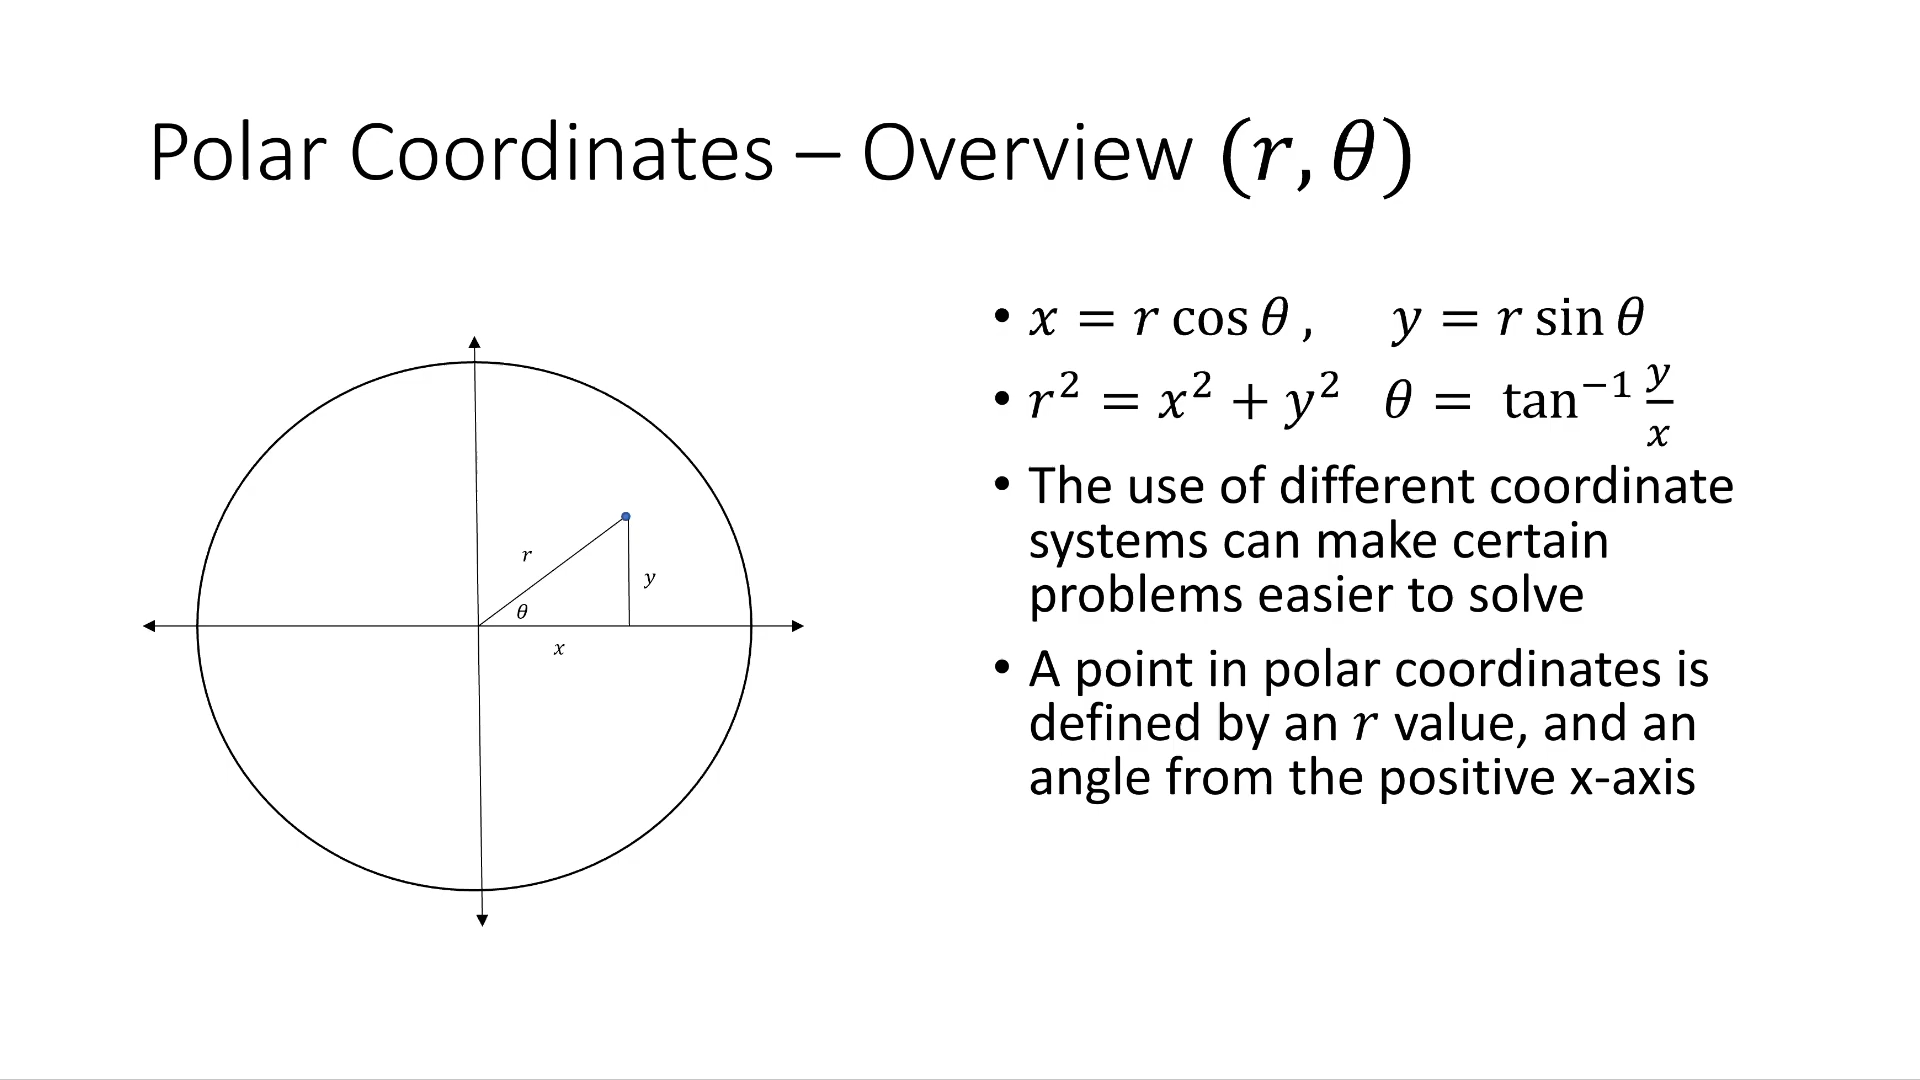 Polar Coordinates – Overview (r, θ)
r
y
θ
x
• x = r cos θ ,  y = r sin θ
• r² = x² + y²  θ = tan⁻¹ y/x
• The use of different coordinate
systems can make certain
problems easier to solve
• A point in polar coordinates is
defined by an r value, and an
angle from the positive x-axis